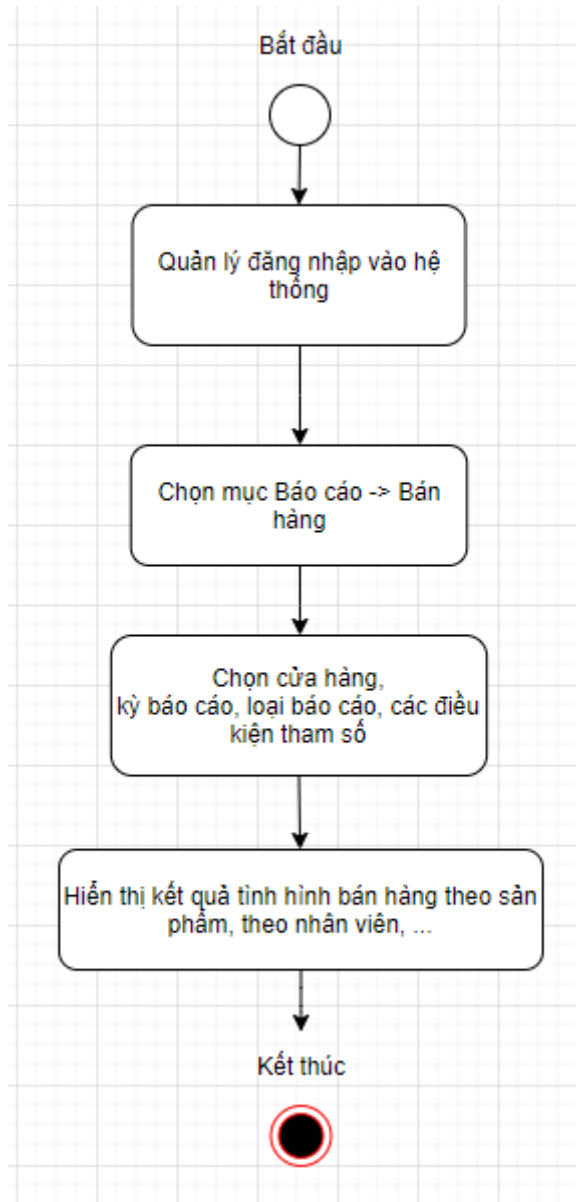 Bắt đầu
Quản lý đăng nhập vào hệ
thống
Chọn mục Báo cáo -> Bán
hàng
Chọn cửa hàng,
kỳ báo cáo, loại báo cáo, các điều
kiện tham số
Hiển thị kết quả tình hình bán hàng theo sản
phẩm, theo nhân viên, ...
Kết thúc